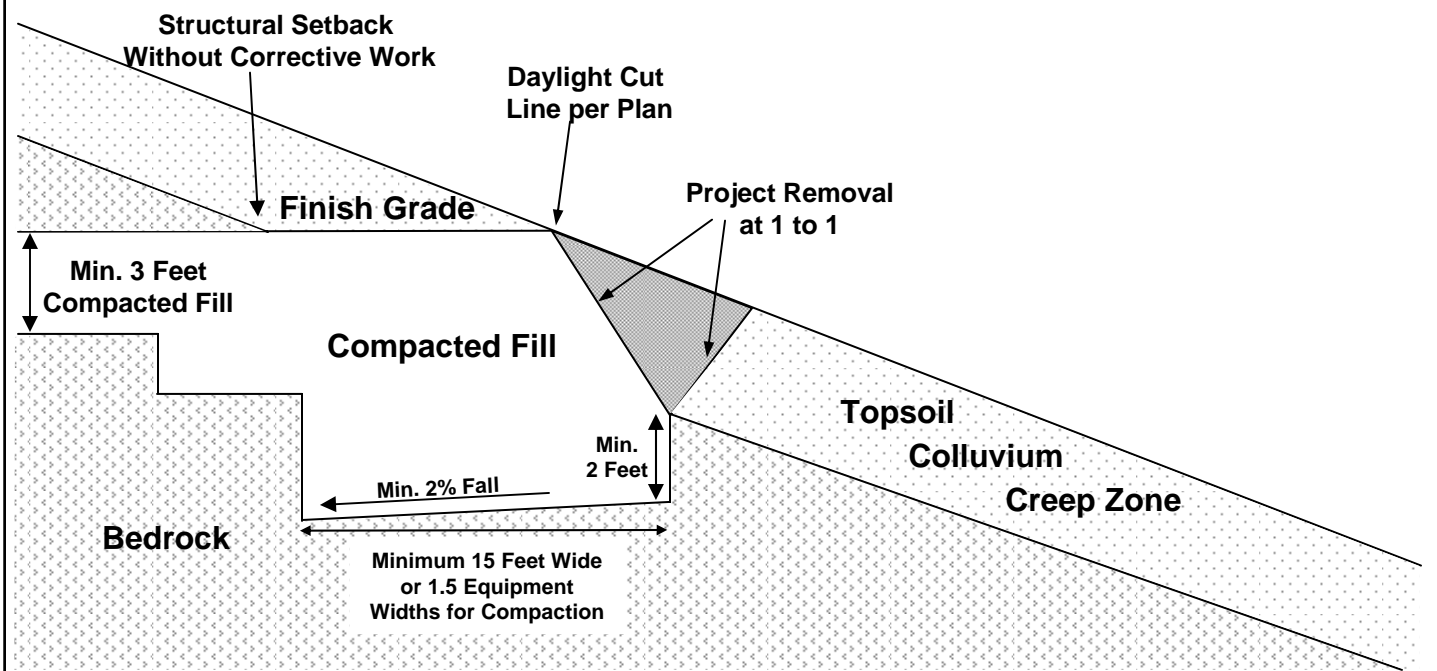 Structural Setback
Without Corrective Work
Daylight Cut
Line per Plan
Project Removal
at 1 to 1
Finish Grade
Min. 3 Feet
Compacted Fill
Compacted Fill
Topsoil
Colluvium
Creep Zone
Min.
2 Feet
Min. 2% Fall
Bedrock
Minimum 15 Feet Wide
or 1.5 Equipment
Widths for Compaction